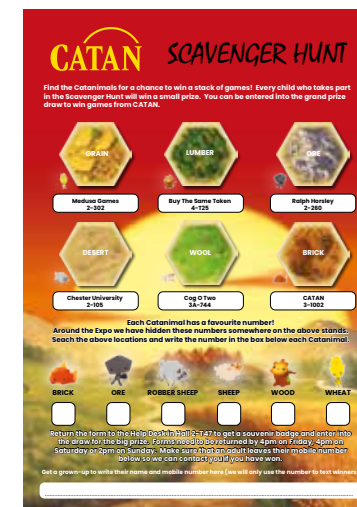 CATAN SCAVENGER HUNT
Find the Catanimals for a chance to win a stack of games! Every child who takes part
in the Scavenger Hunt will win a small prize. You can be entered into the grand prize
draw to win games from CATAN.
GRAIN LUMBER ORE
Medusa Games Buy The Same Token Ralph Horsley
2-302 4-T25 2-260
DESERT WOOL BRICK
Chester University Cog O Two CATAN
2-105 3A-744 3-1002
Each Catanimal has a favourite number!
Around the Expo we have hidden these numbers somewhere on the above stands.
Seach the above locations and write the number in the box below each Catanimal.
BRICK ORE ROBBER SHEEP SHEEP WOOD WHEAT
Return the form to the Help Desk in Hall 2-T47 to get a souvenir badge and enter into
the draw for the big prize. Forms need to be returned by 4pm on Friday, 4pm on
Saturday or 2pm on Sunday. Make sure that an adult leaves their mobile number
below so we can contact you if you have won.
Get a grown-up to write their name and mobile number here (we will only use the number to text winners